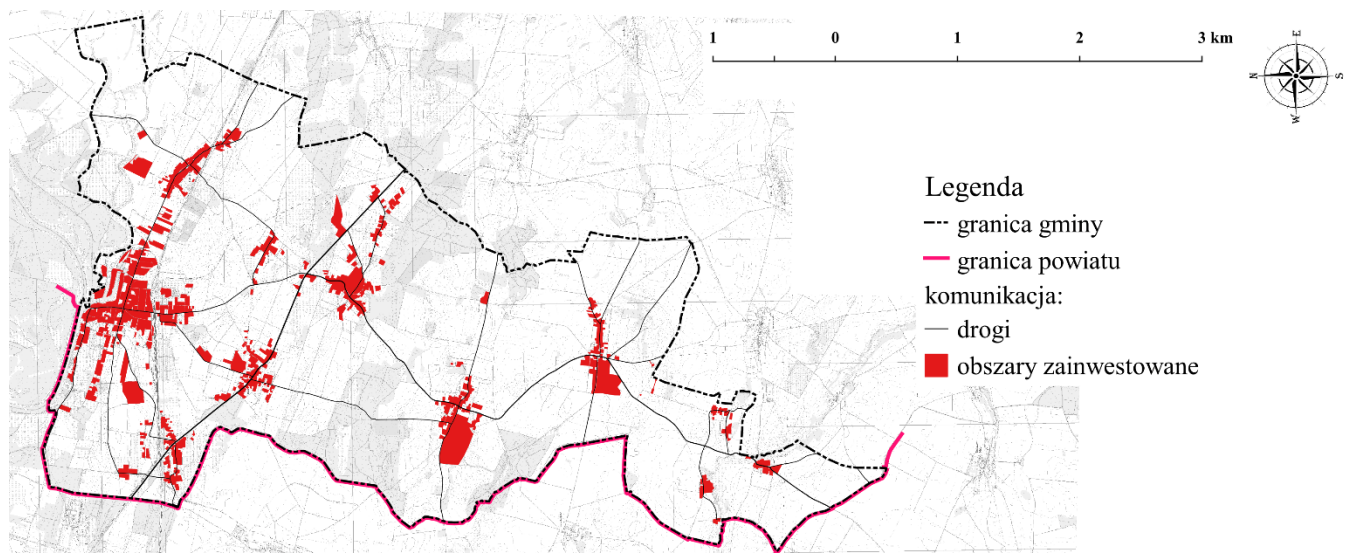 1 0 1 2 3 km
E
N S
W
Legenda
granica gminy
granica powiatu
komunikacja:
drogi
obszary zainwestowane